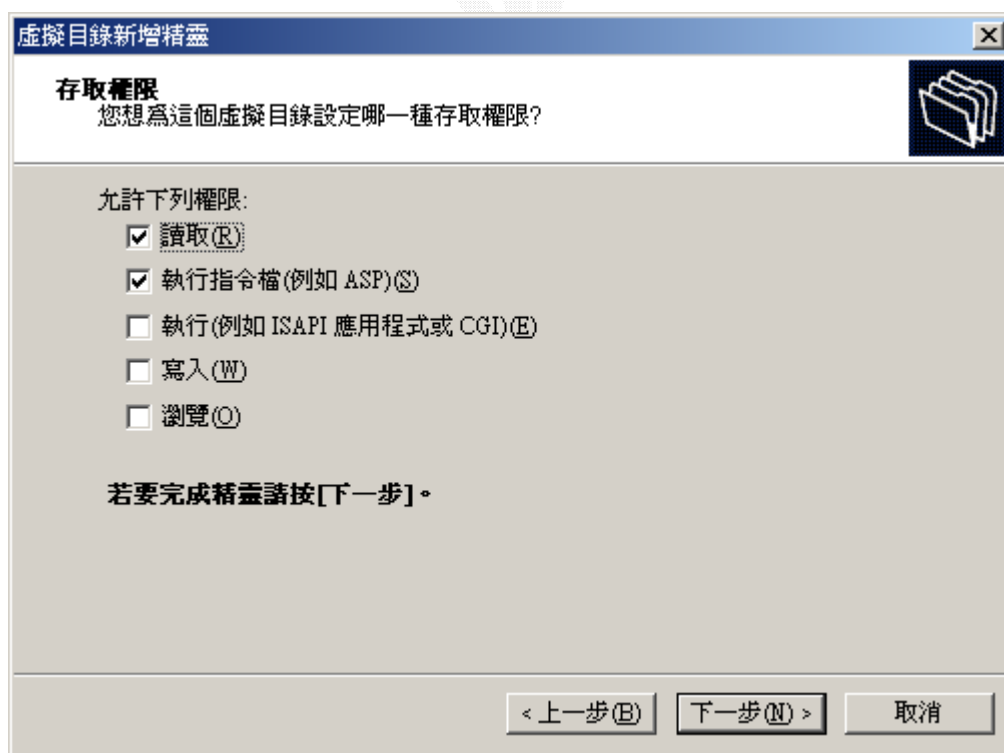 虛擬目錄新增精靈
存取權限
您想為這個虛擬目錄設定哪一種存取權限?
允許下列權限:
讀取(R)
執行指令檔(例如 ASP)(S)
執行(例如 ISAPI 應用程式或 CGI)(E)
寫入(W)
瀏覽(O)
若要完成精靈請按[下一步]。
< 上一步(B)
下一步(N) >
取消